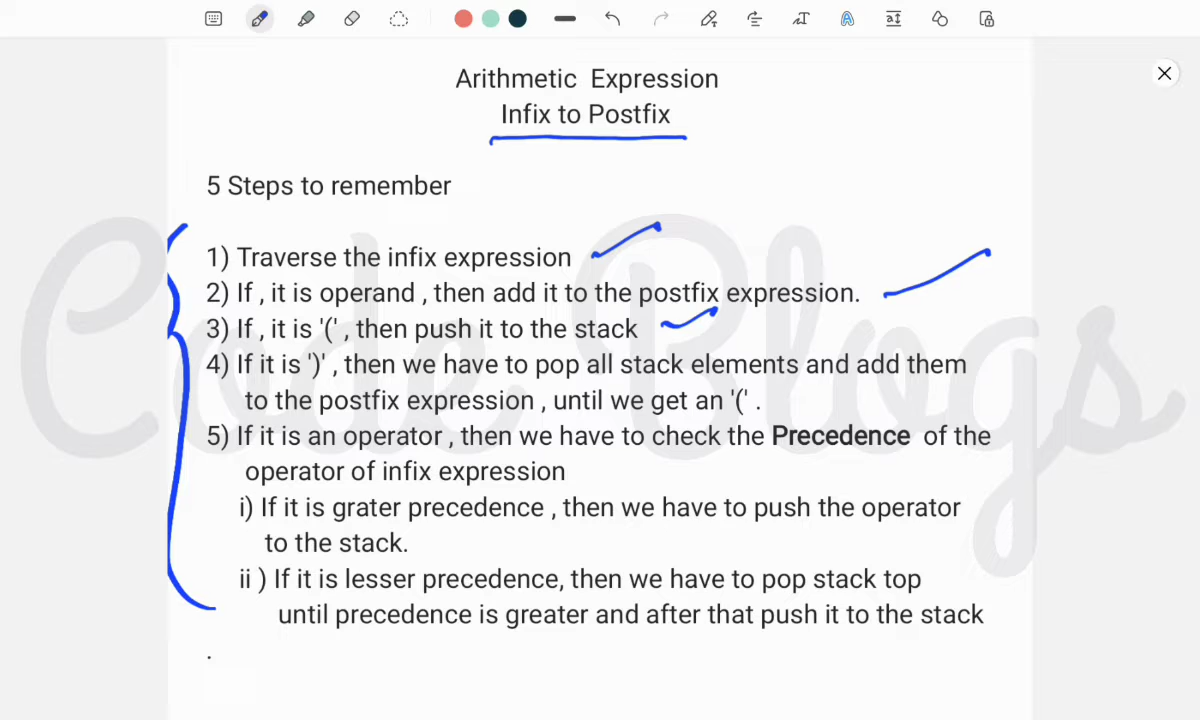 Arithmetic Expression
Infix to Postfix
5 Steps to remember
1) Traverse the infix expression
2) If , it is operand , then add it to the postfix expression.
3) If , it is '(' , then push it to the stack
4) If it is ')' , then we have to pop all stack elements and add them
to the postfix expression , until we get an '(' .
5) If it is an operator , then we have to check the Precedence of the
operator of infix expression
i) If it is grater precedence , then we have to push the operator
to the stack.
ii ) If it is lesser precedence, then we have to pop stack top
until precedence is greater and after that push it to the stack
.
Code Blogs